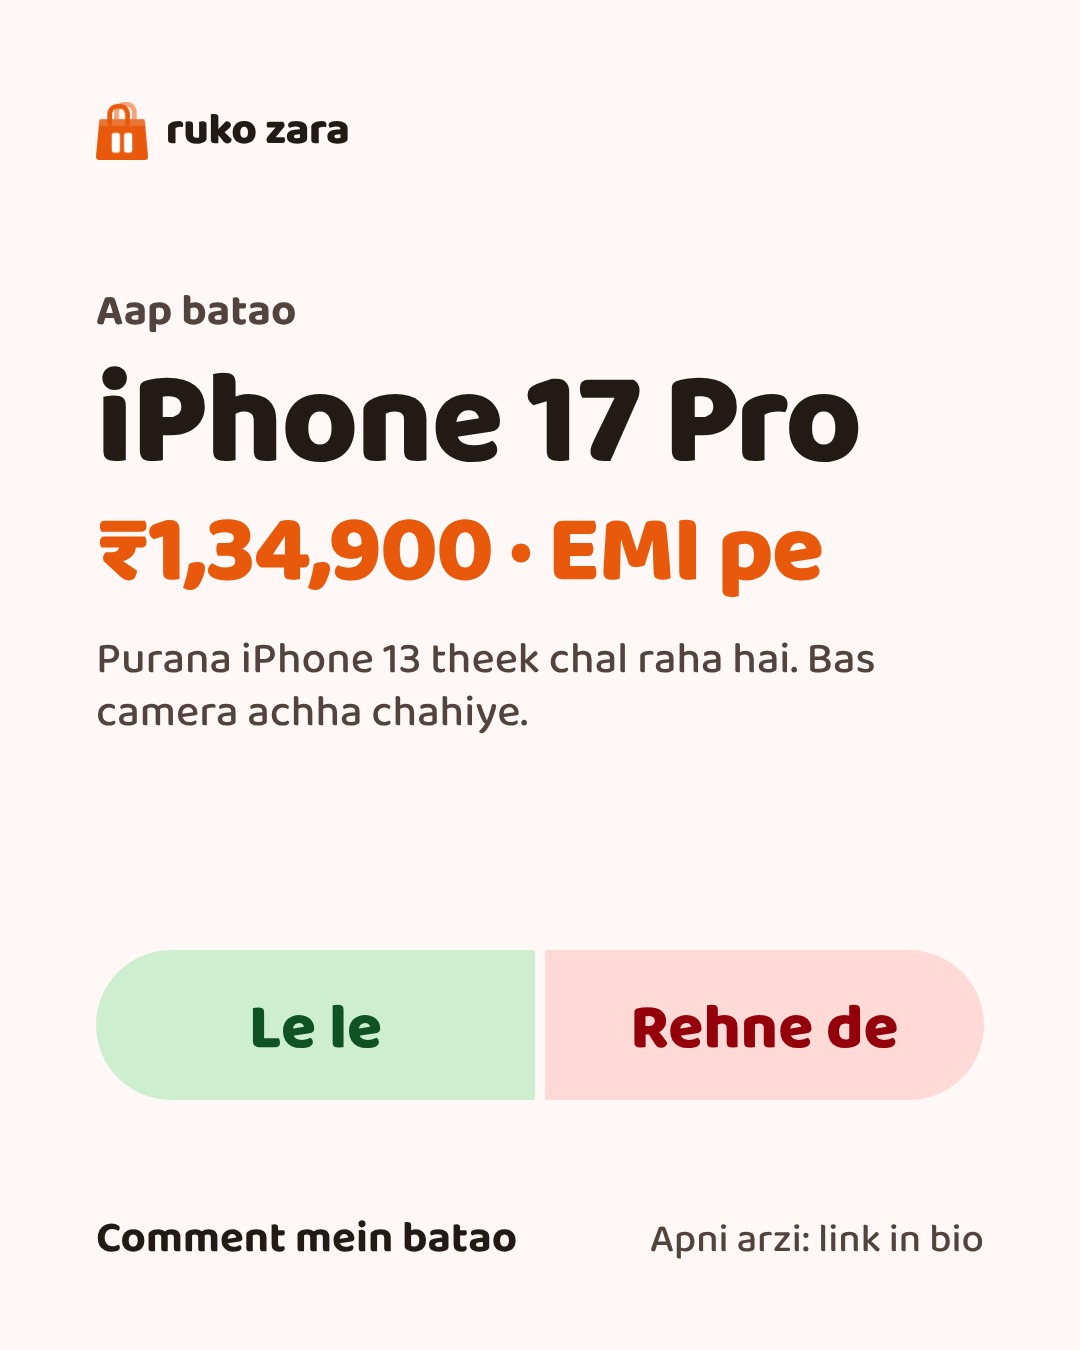 ruko zara
Aap batao
iPhone 17 Pro
₹1,34,900 · EMI pe
Purana iPhone 13 theek chal raha hai. Bas
camera achha chahiye.
Le le
Rehne de
Comment mein batao
Apni arzi: link in bio